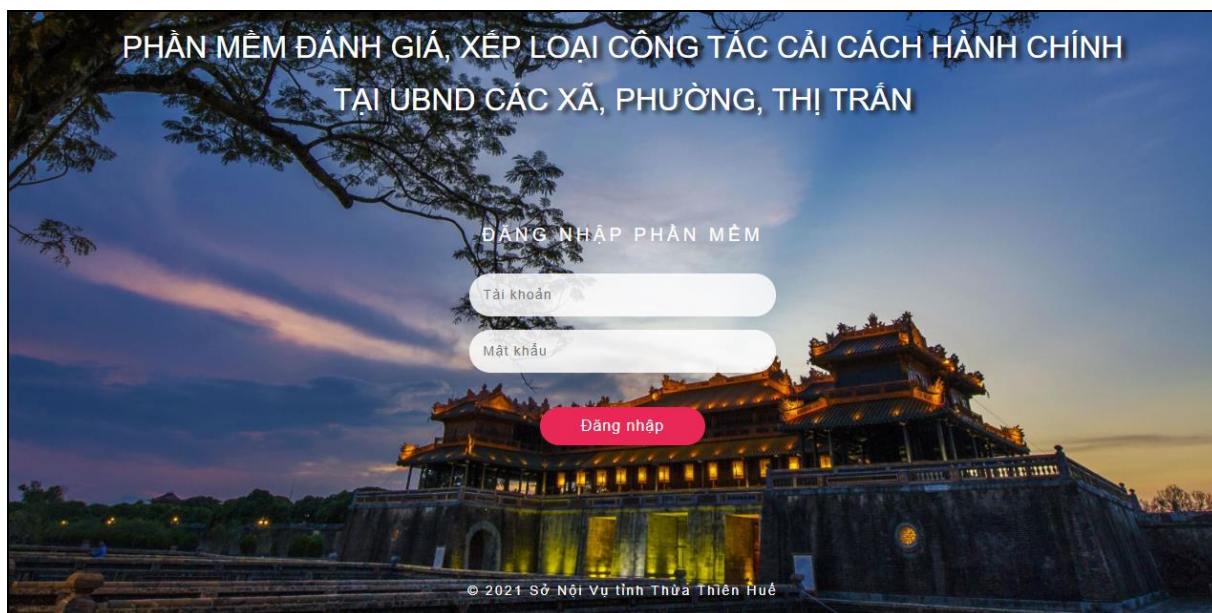 PHẦN MỀM ĐÁNH GIÁ, XẾP LOẠI CÔNG TÁC CẢI CÁCH HÀNH CHÍNH
TẠI UBND CÁC XÃ, PHƯỜNG, THỊ TRẤN
ĐĂNG NHẬP PHẦN MỀM
Tài khoản
Mật khẩu
Đăng nhập
© 2021 Sở Nội Vụ tỉnh Thừa Thiên Huế